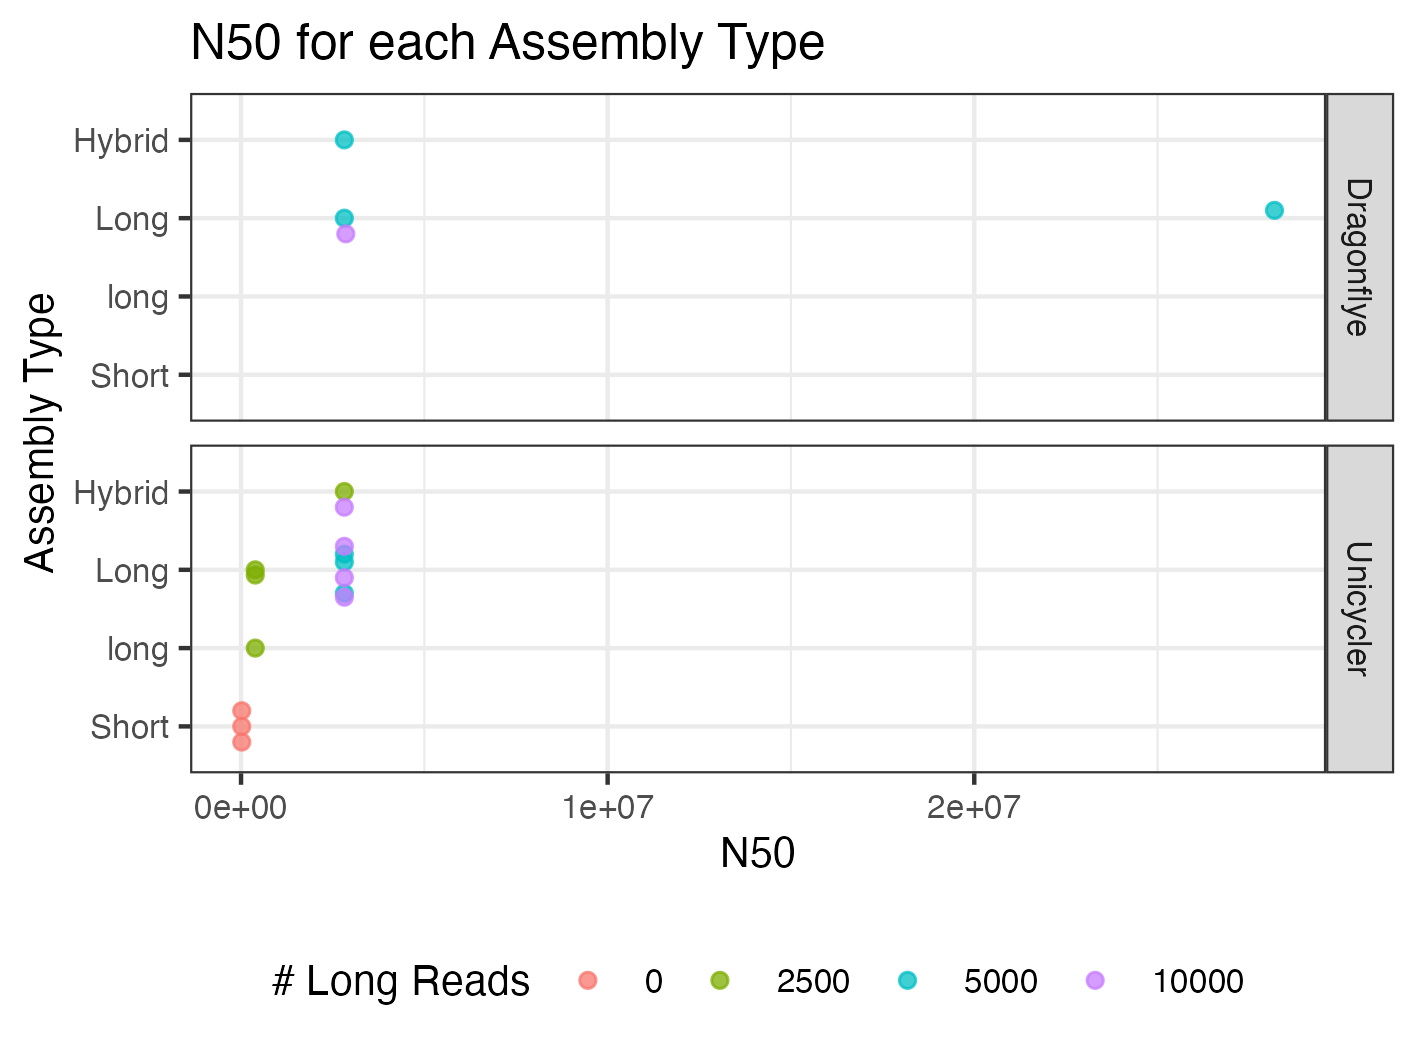 N50 for each Assembly Type
Assembly Type
Hybrid
Long
long
Short
Dragonflye
Hybrid
Long
long
Short
Unicycler
0e+00 1e+07 2e+07
N50
# Long Reads 0 2500 5000 10000